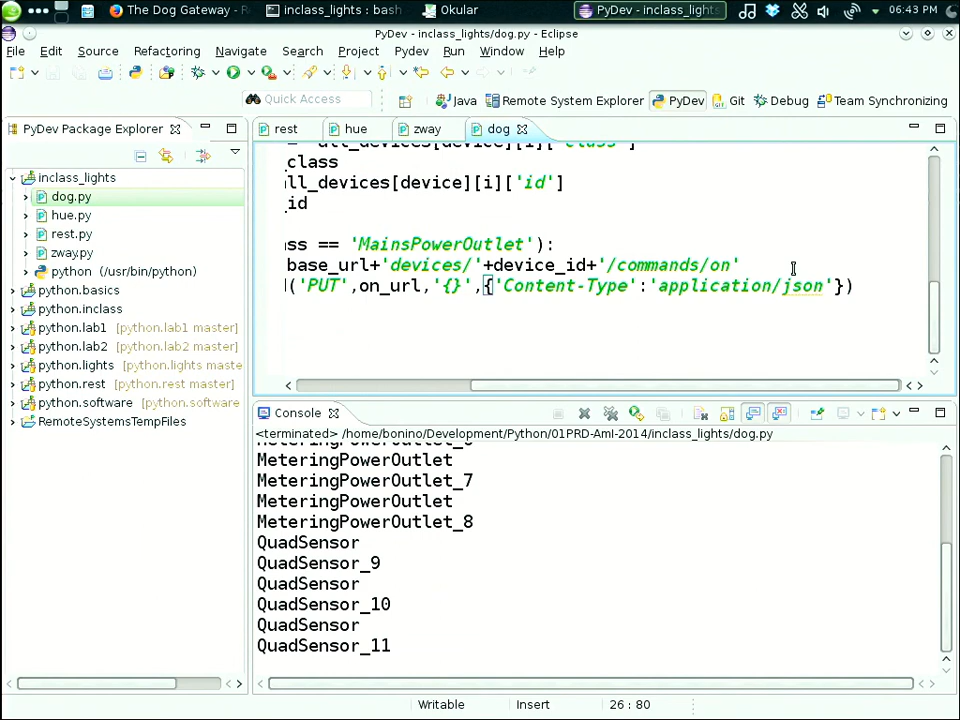 The Dog Gateway - R
inclass_lights : bash
Okular
PyDev - inclass_lights
06:43 PM
PyDev - inclass_lights/dog.py - Eclipse
File Edit Source Refactoring Navigate Search Project Pydev Run Window Help
Quick Access
Java
Remote System Explorer
PyDev
Git
Debug
Team Synchronizing
PyDev Package Explorer
rest
hue
zway
dog
inclass_lights
dog.py
hue.py
rest.py
zway.py
python (/usr/bin/python)
python.basics
python.inclass
python.lab1 [python.lab1 master]
python.lab2 [python.lab2 master]
python.lights [python.lights maste
python.rest [python.rest master]
python.software [python.software
RemoteSystemsTempFiles
= all_devices[device][i]['class']
_class
ll_devices[device][i]['id']
_id
ss == 'MainsPowerOutlet'):
base_url+'devices/'+device_id+'/commands/on'
('PUT',on_url,'{}',{'Content-Type':'application/json'})
Console
<terminated> /home/bonino/Development/Python/01PRD-AmI-2014/inclass_lights/dog.py
MeteringPowerOutlet_6
MeteringPowerOutlet
MeteringPowerOutlet_7
MeteringPowerOutlet
MeteringPowerOutlet_8
QuadSensor
QuadSensor_9
QuadSensor
QuadSensor_10
QuadSensor
QuadSensor_11
Writable
Insert
26 : 80